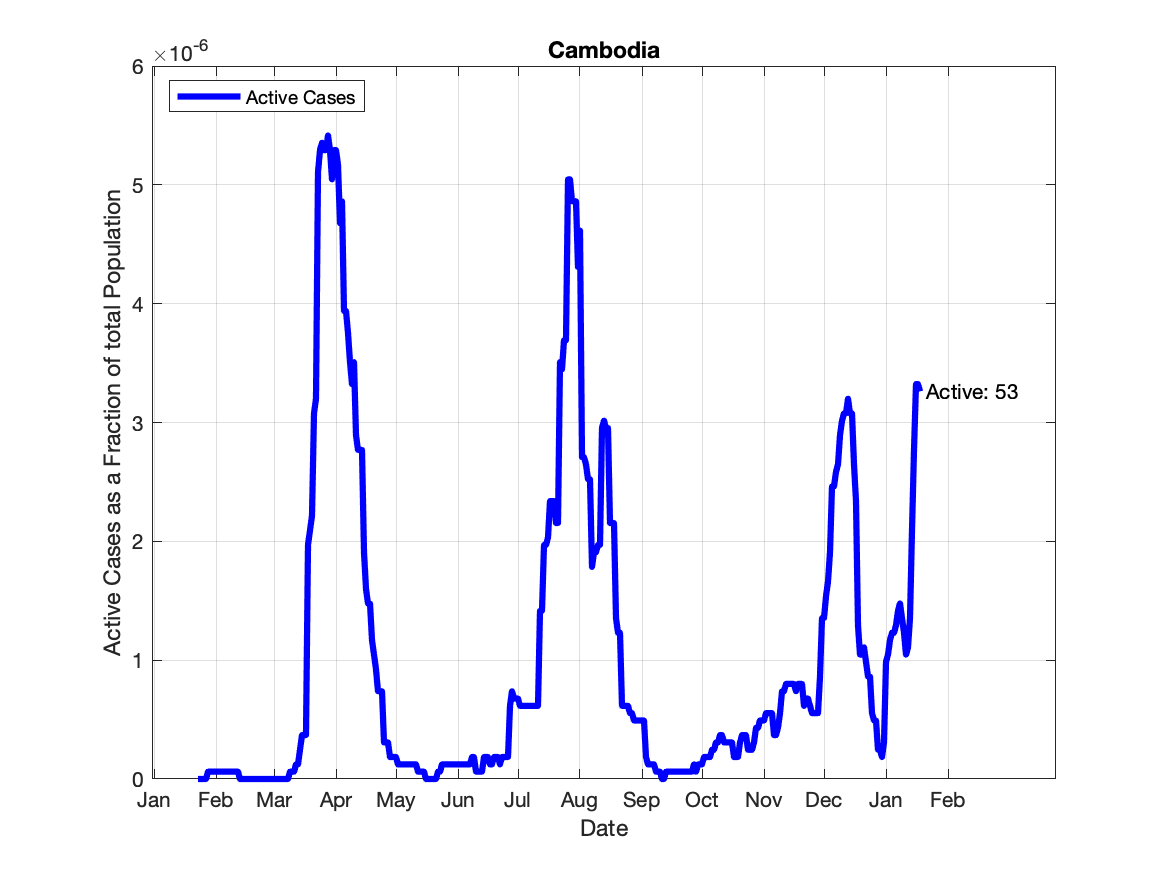 Cambodia
×10-6
Active Cases
6
5
4
3
2
1
0
Active Cases as a Fraction of total Population
Active: 53
Jan Feb Mar Apr May Jun Jul Aug Sep Oct Nov Dec Jan Feb
Date